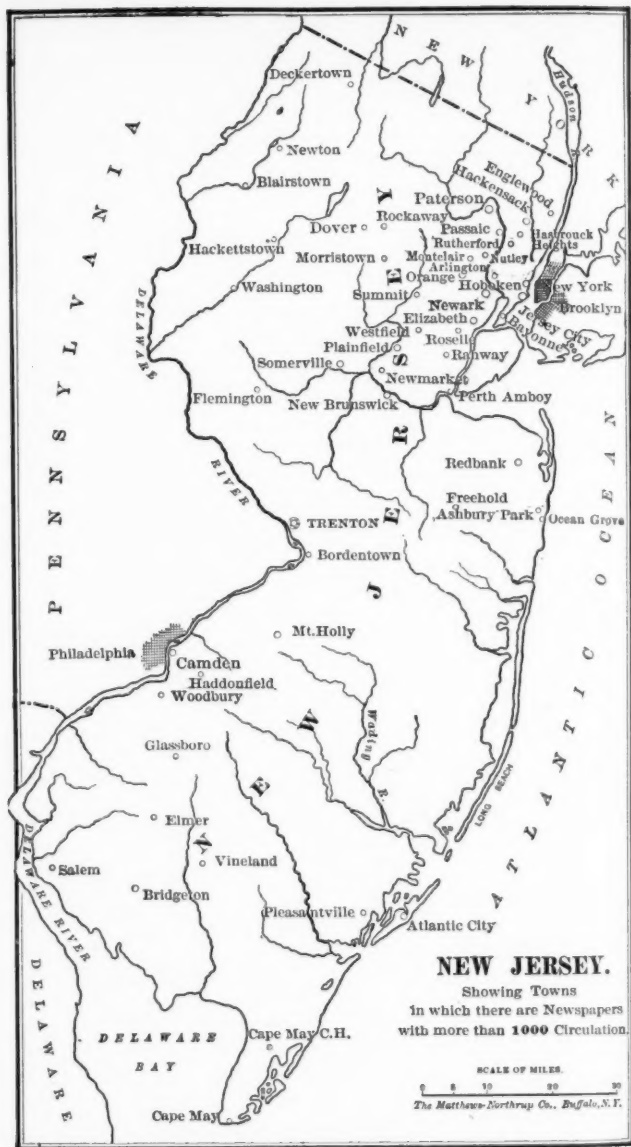 NEW YORK
Hudson R.
Deckertown
PENNSYLVANIA
Newton
Blairstown
Englewood
Hackensack
Paterson
Dover
Rockaway
Passaic
Hasbrouck
Heights
Rutherford
Hackettstown
Morristown
Montclair
Nutley
Arlington
Orange
Washington
Hoboken
New York
Summit
Newark
Brooklyn
DELAWARE
Jersey City
Elizabeth
Bayonne
Westfield
Rosell
Plainfield
Rahway
Somerville
Newmarket
Flemington
New Brunswick
Perth Amboy
RIVER
Redbank
Freehold
Ashbury Park
Ocean Grove
TRENTON
Bordentown
NEW JERSEY
ATLANTIC OCEAN
Mt. Holly
Philadelphia
Camden
Haddonfield
Woodbury
Wading R.
Glassboro
LONG BEACH
Elmer
Vineland
Salem
Bridgeton
DELAWARE RIVER
Pleasantville
Atlantic City
DELAWARE
DELAWARE
BAY
Cape May C.H.
Cape May
NEW JERSEY.
Showing Towns
in which there are Newspapers
with more than 1000 Circulation.
SCALE OF MILES.
0 5 10 20 30
The Matthews-Northrup Co., Buffalo, N.Y.